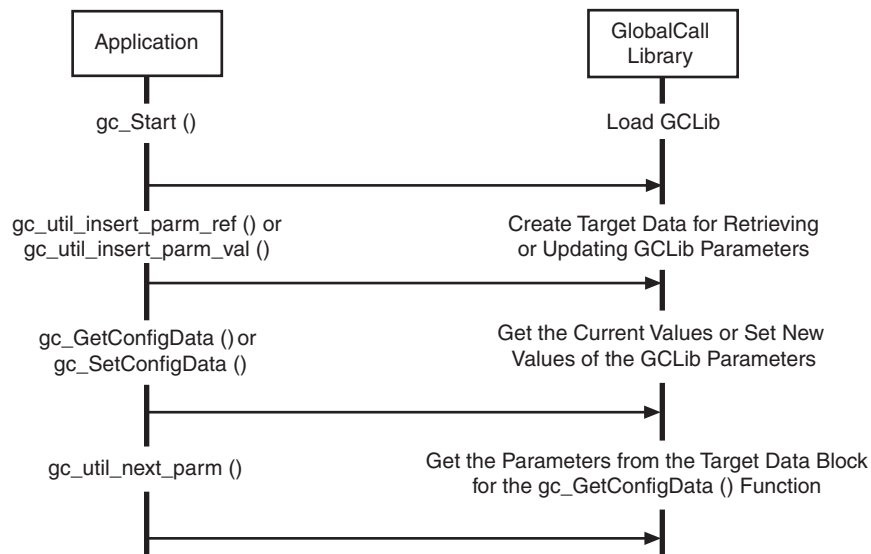 Application
GlobalCall
Library
gc_Start ()
Load GCLib
gc_util_insert_parm_ref () or
gc_util_insert_parm_val ()
Create Target Data for Retrieving
or Updating GCLib Parameters
gc_GetConfigData () or
gc_SetConfigData ()
Get the Current Values or Set New
Values of the GCLib Parameters
gc_util_next_parm ()
Get the Parameters from the Target Data Block
for the gc_GetConfigData () Function